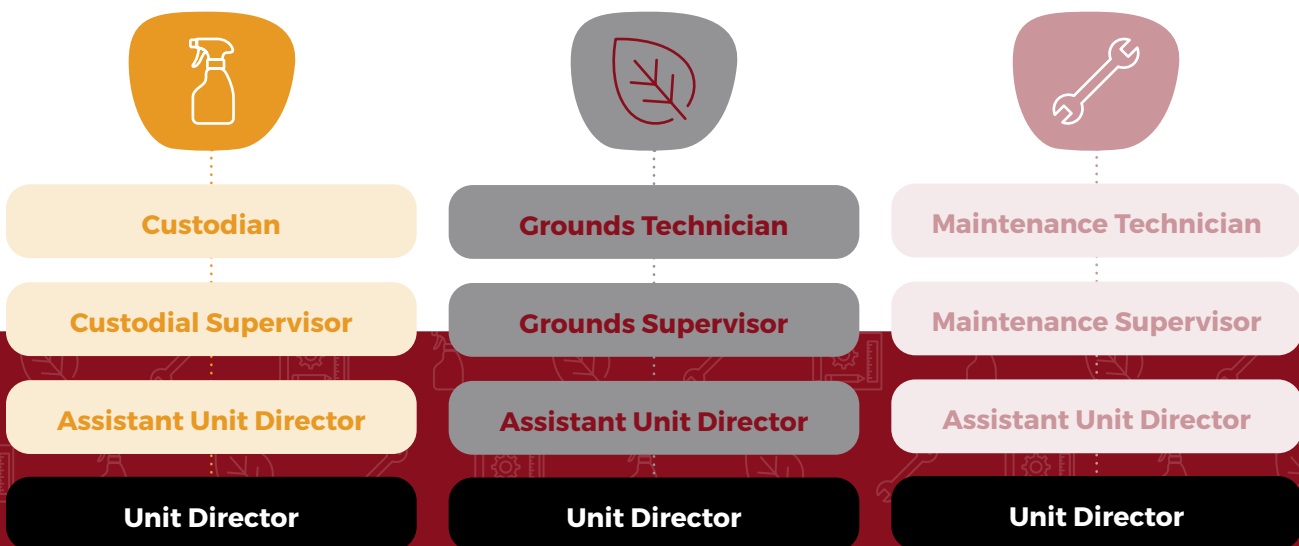 Custodian
Custodial Supervisor
Assistant Unit Director
Unit Director
Grounds Technician
Grounds Supervisor
Assistant Unit Director
Unit Director
Maintenance Technician
Maintenance Supervisor
Assistant Unit Director
Unit Director